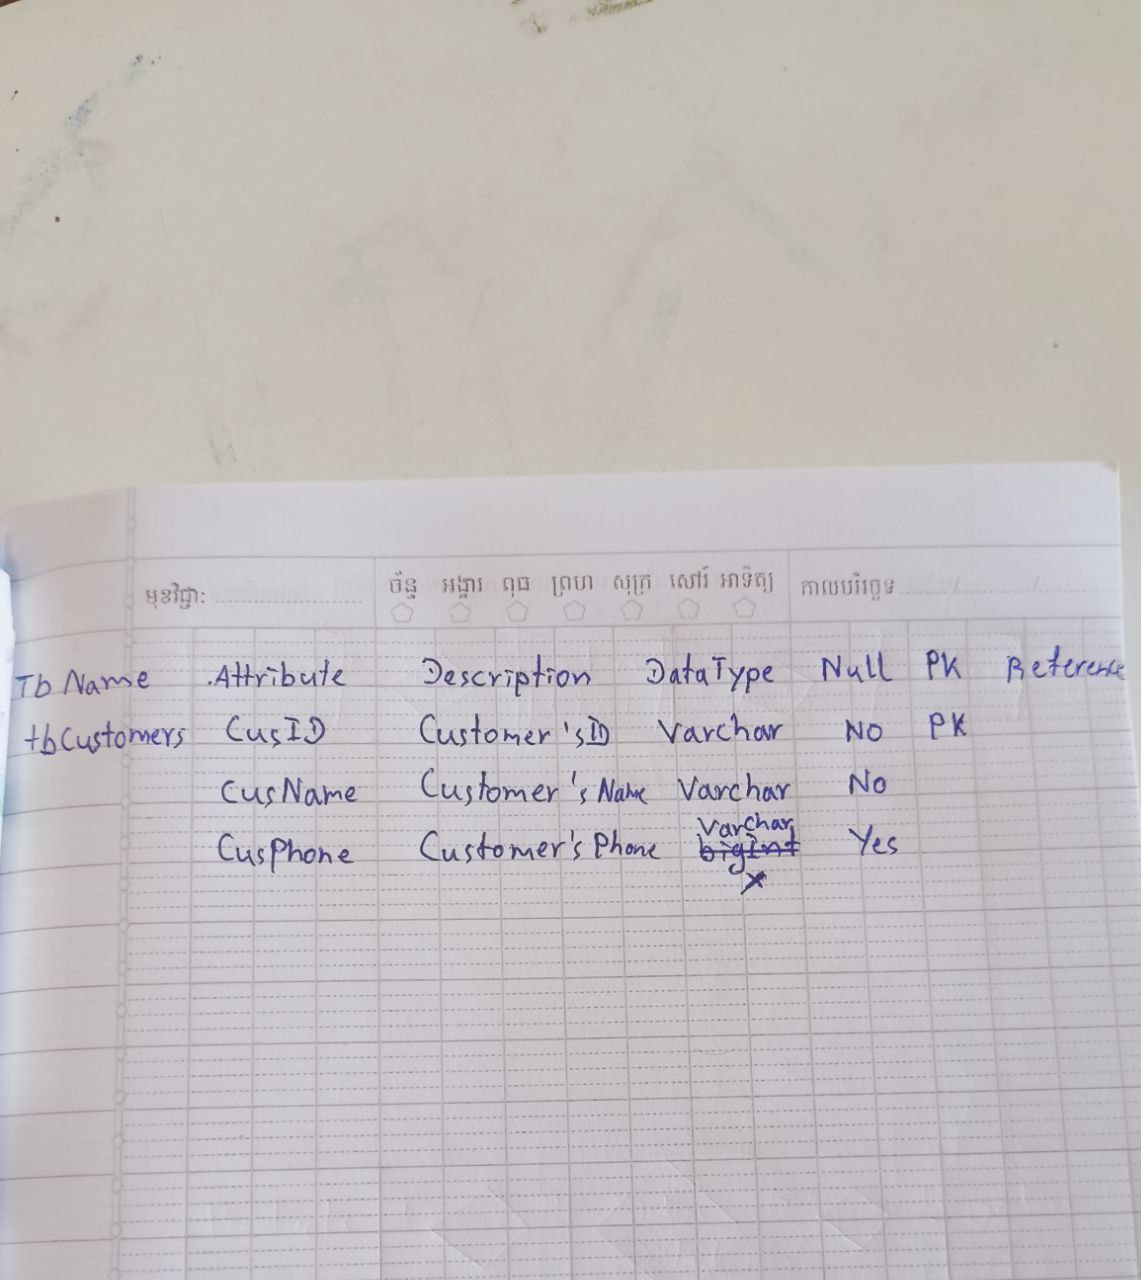 មុខវិជ្ជា: ច័ន្ទ អង្គារ ពុធ ព្រហ សុក្រ សៅរ៍ អាទិត្យ កាលបរិច្ឆេទ / /
Tb Name Attribute Description DataType Null PK Reference
tbCustomers CusID Customer'sID Varchar No PK
CusName Customer's Name Varchar No
Varchar
CusPhone Customer's Phone bigInt Yes
x